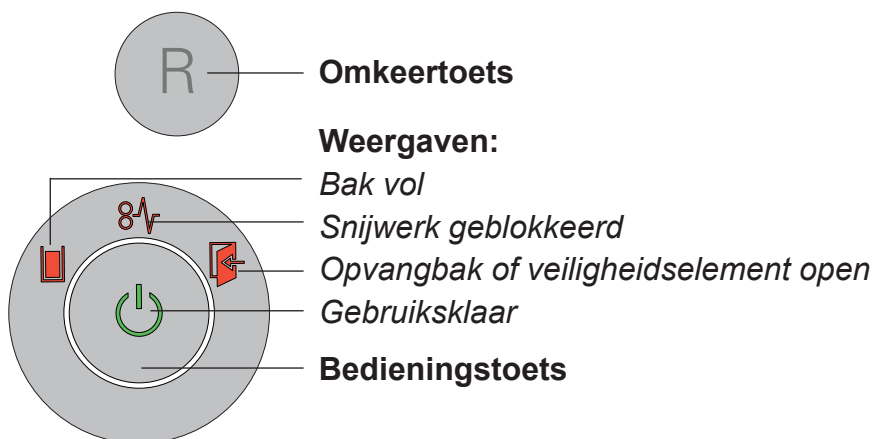 R
Omkeertoets
Weergaven:
Bak vol
Snijwerk geblokkeerd
Opvangbak of veiligheidselement open
Gebruiksklaar
Bedieningstoets